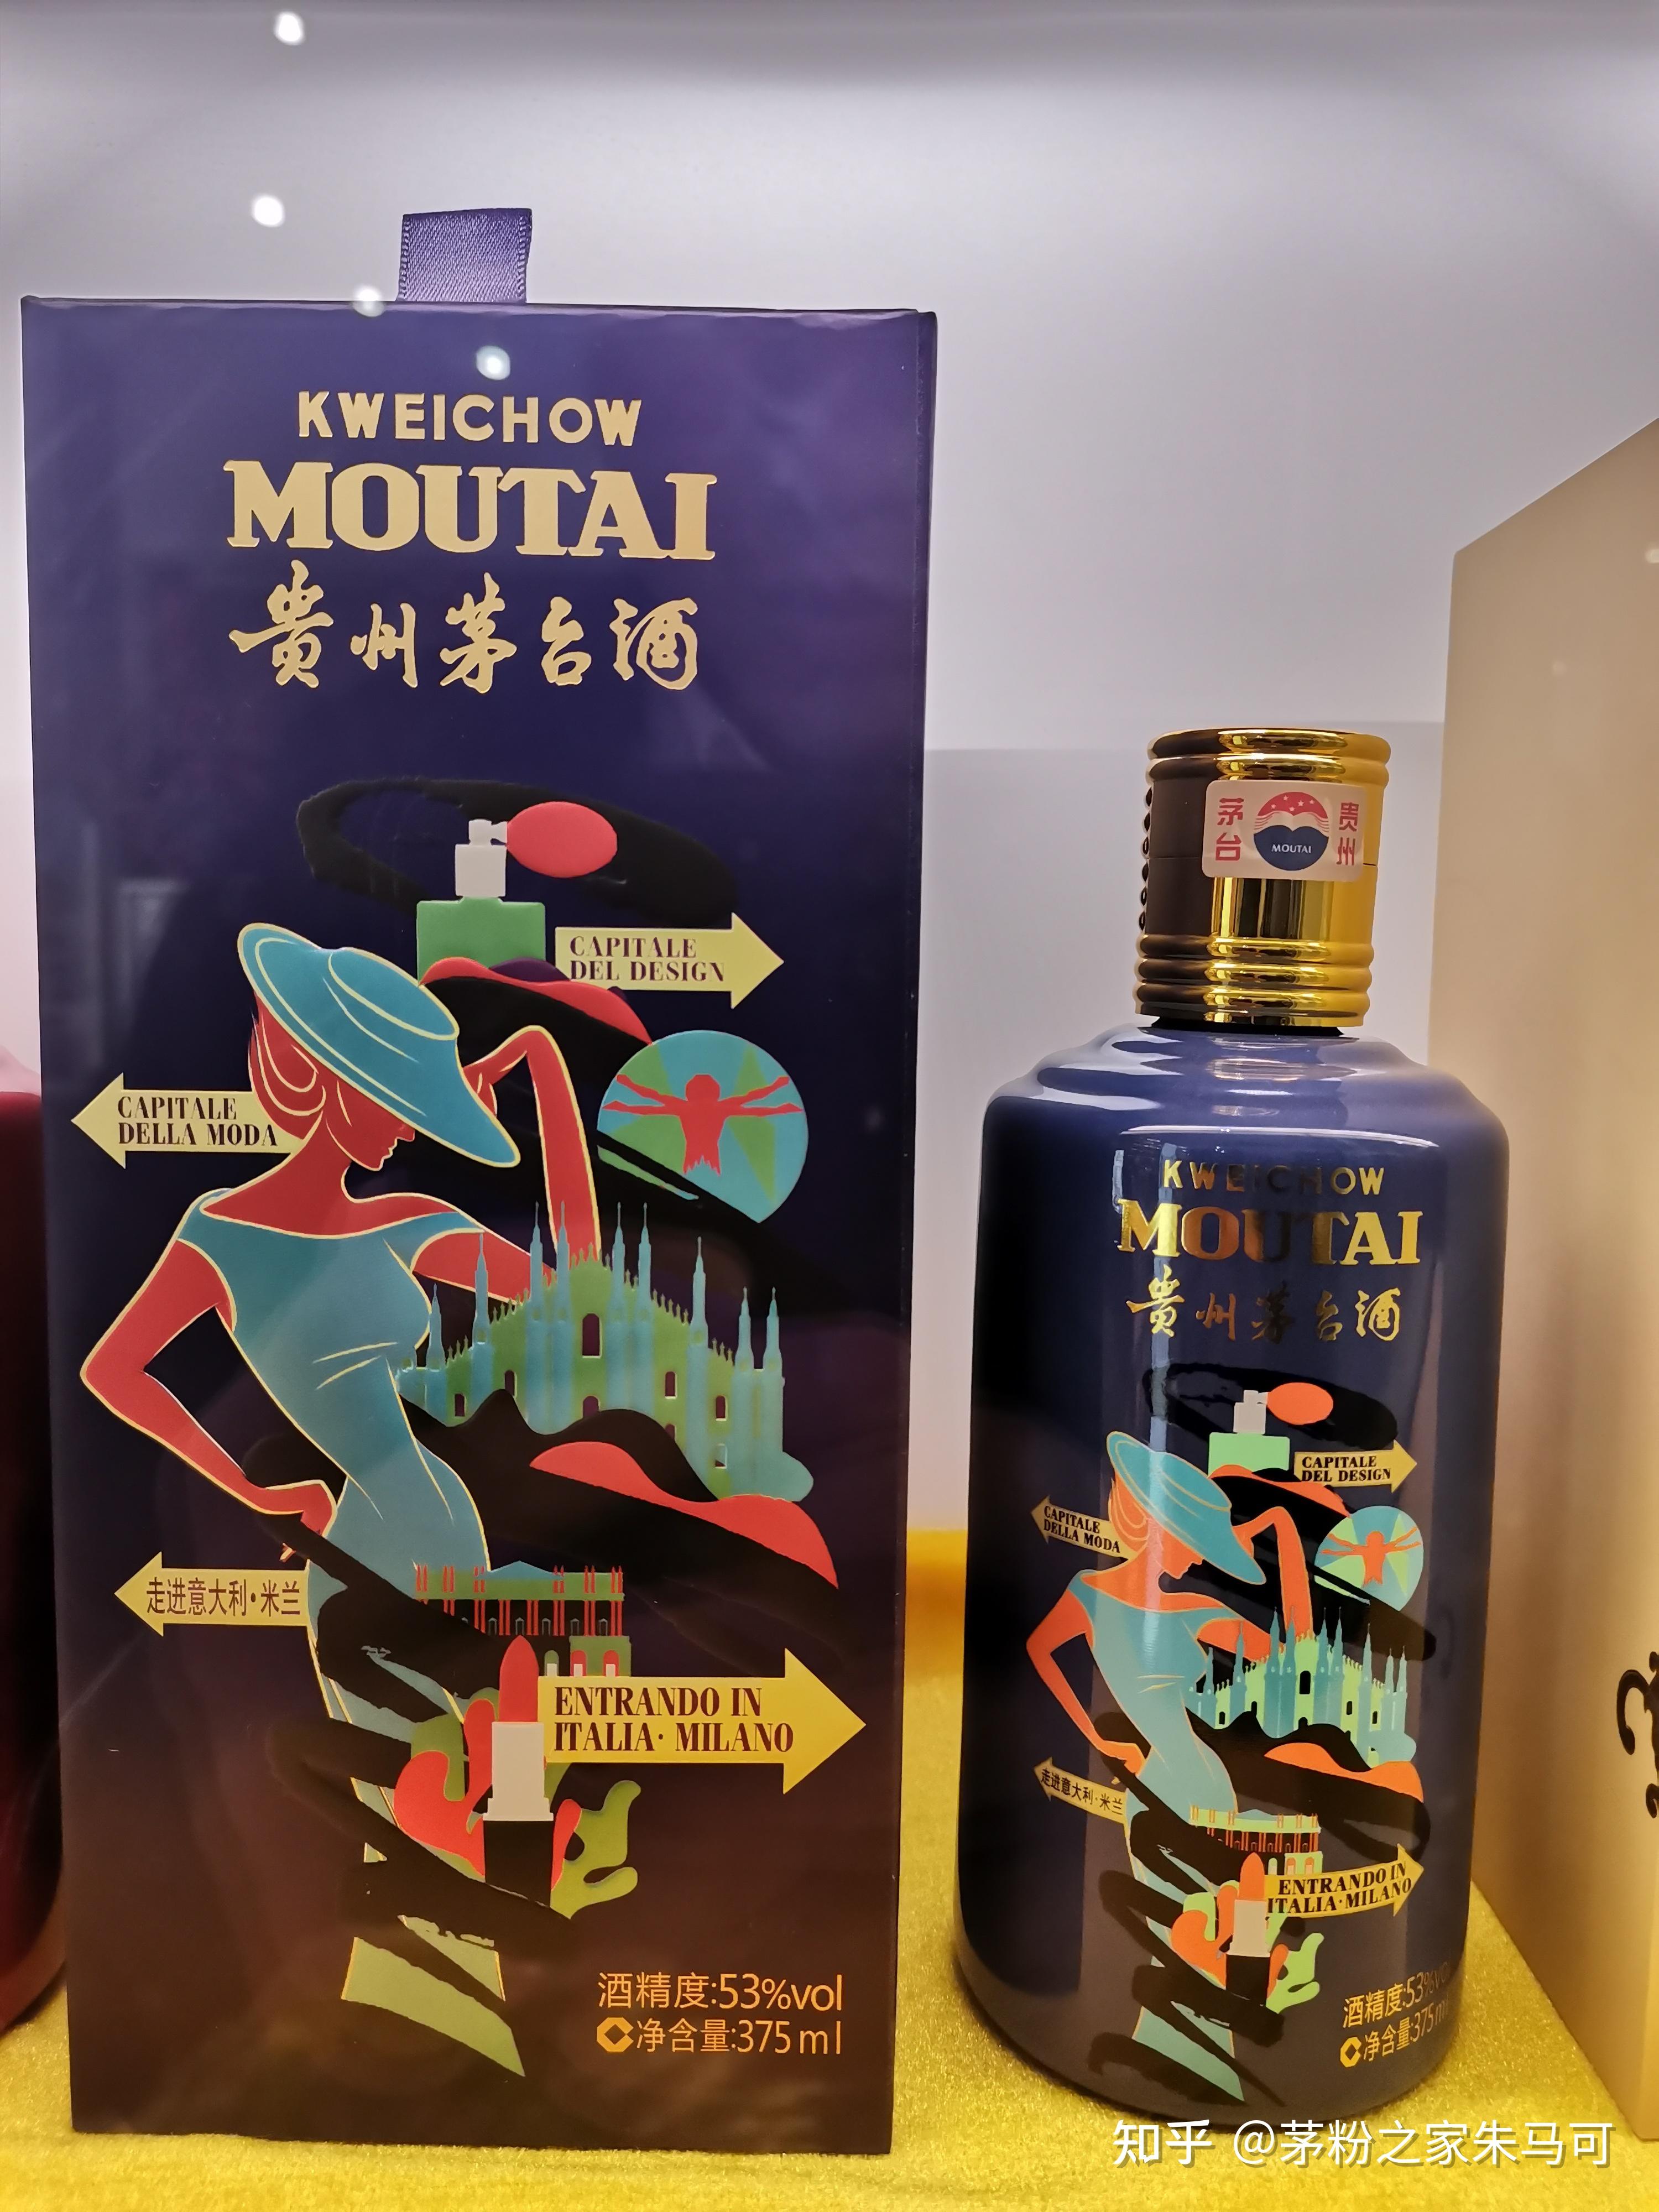 KWEICHOW
MOUTAI
贵州茅台酒
CAPITALE
DEL DESIGN
CAPITALE
DELLA MODA
走进意大利·米兰
ENTRANDO IN
ITALIA·MILANO
酒精度:53%vol
净含量:375ml
茅台
贵州
MOUTAI
KWEICHOW
MOUTAI
贵州茅台酒
CAPITALE
DEL DESIGN
CAPITALE
DELLA MODA
走进意大利·米兰
ENTRANDO IN
ITALIA·MILANO
酒精度:53%vol
净含量:375ml
知乎 @茅粉之家朱马可